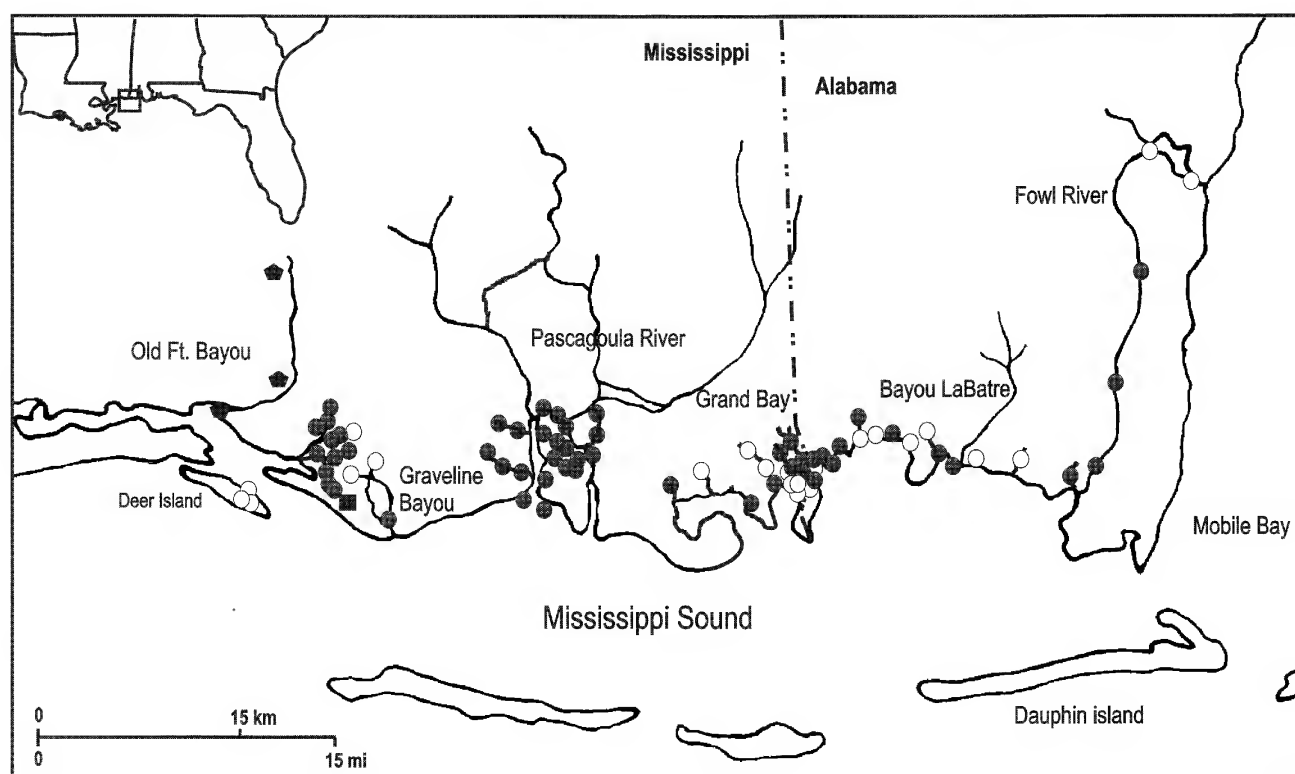 Mississippi
Alabama
Fowl River
Old Ft. Bayou
Pascagoula River
Grand Bay
Bayou LaBatre
Graveline
Bayou
Deer Island
Mobile Bay
Mississippi Sound
Dauphin island
0
15 km
0
15 mi